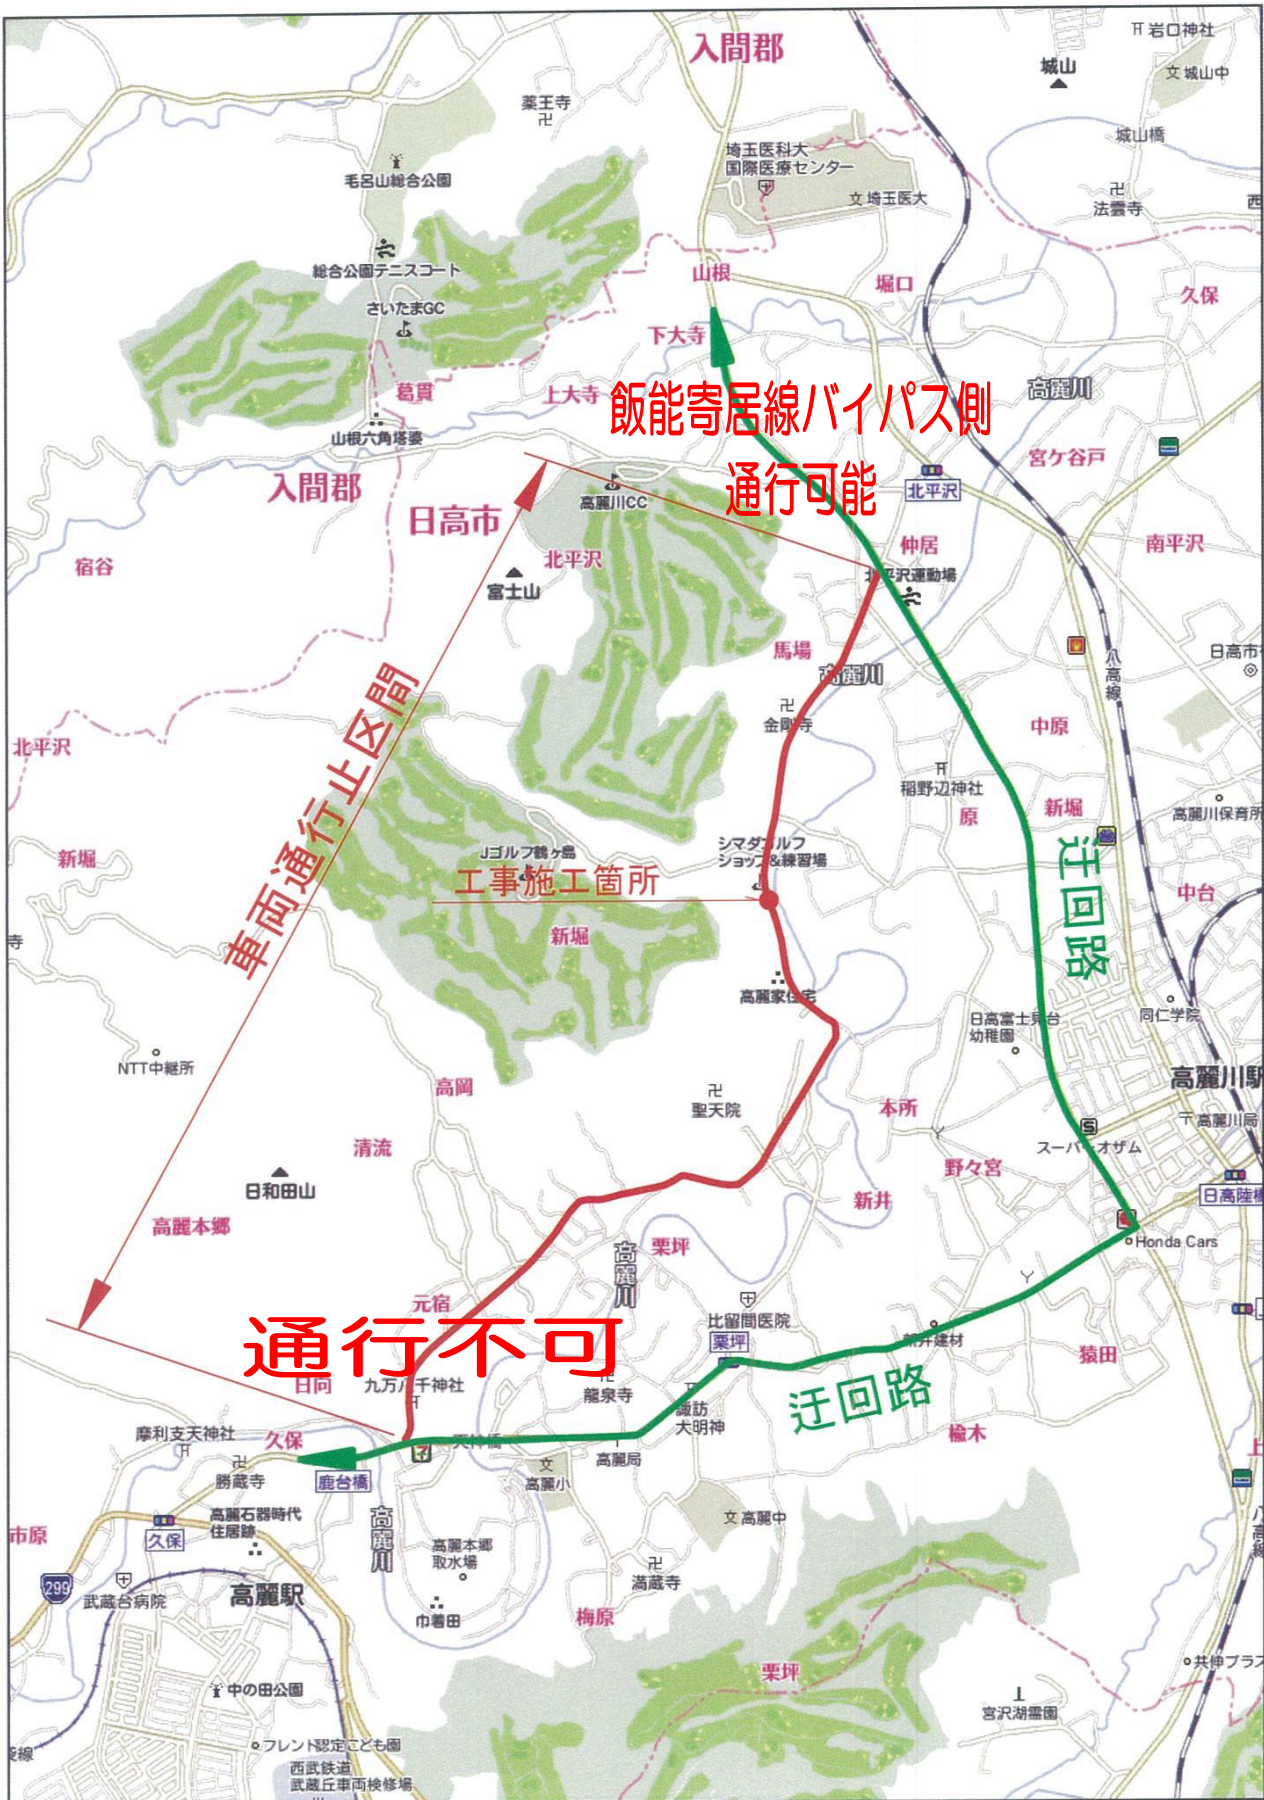 入間郡
岩口神社
城山
城山中
薬王寺
城山橋
埼玉医科大
国際医療センター
毛呂山総合公園
埼玉医大
法雲寺
西
総合公園テニスコート
山根
堀口
久保
さいたまGC
下大寺
葛貫
上大寺
飯能寄居線バイパス側
通行可能
高麗川
山根六角塔婆
宮ケ谷戸
入間郡
高麗川CC
北平沢
日高市
仲居
南平沢
宿谷
北平沢
富士山
北平沢運動場
馬場
高麗川
日高市
八高線
車両通行止区間
金剛寺
中原
北平沢
稲野辺神社
原
新堀
高麗川保育所
新堀
Jゴルフ鶴ヶ島
シマダゴルフ
ショップ&練習場
迂回路
工事施工箇所
中台
寺
新堀
高麗家住宅
日高富士見台
幼稚園
同仁学院
NTT中継所
高岡
高麗川駅
聖天院
本所
高麗川局
清流
スーパーオザム
野々宮
日和田山
日高陸橋
高麗本郷
新井
栗坪
Honda Cars
高麗川
元宿
比留間医院
通行不可
栗坪
新井建材
猿田
日向
九万八千神社
龍泉寺
迂回路
諏訪
大明神
摩利支天神社
久保
天神橋
楡木
上
勝蔵寺
鹿台橋
高麗小
高麗局
高麗石器時代
住居跡
高麗川
高麗中
市原
久保
高麗本郷
取水場
八高線
満蔵寺
299
武蔵台病院
高麗駅
巾着田
梅原
栗坪
共伸プラス
中の田公園
宮沢湖霊園
フレンド認定こども園
西武鉄道
武蔵丘車両検修場